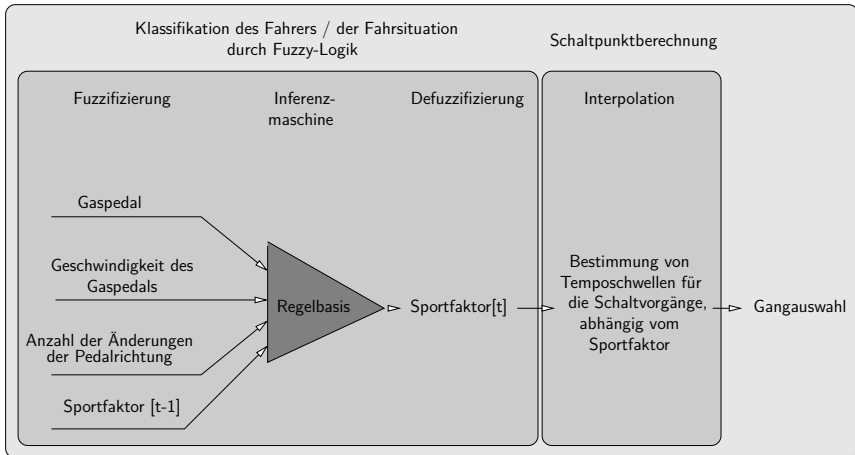 Klassifikation des Fahrers / der Fahrsituation
durch Fuzzy-Logik
Schaltpunktberechnung
Fuzzifizierung
Inferenz-
maschine
Defuzzifizierung
Interpolation
Gaspedal
Geschwindigkeit des
Gaspedals
Anzahl der Änderungen
der Pedalrichtung
Sportfaktor [t-1]
Regelbasis
Sportfaktor[t]
Bestimmung von
Temposchwellen für
die Schaltvorgänge,
abhängig vom
Sportfaktor
Gangauswahl